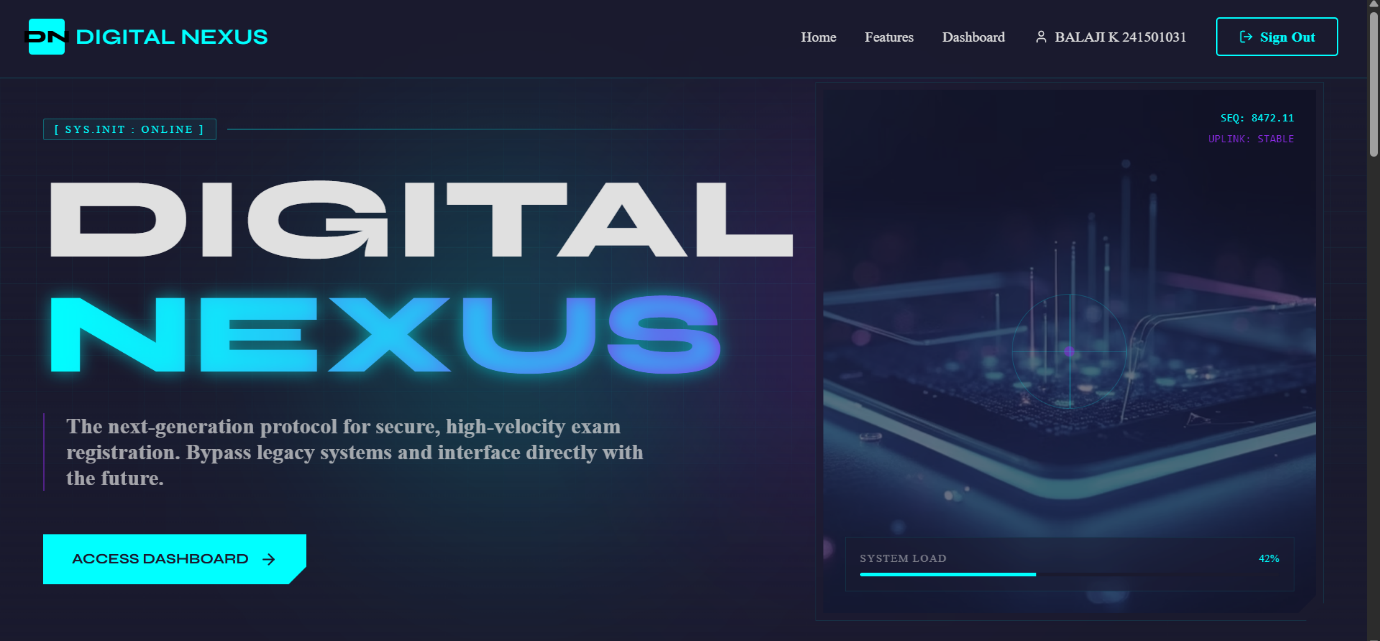 DN DIGITAL NEXUS
Home
Features
Dashboard
BALAJI K 241501031
Sign Out
[ SYS.INIT : ONLINE ]
DIGITAL
NEXUS
The next-generation protocol for secure, high-velocity exam
registration. Bypass legacy systems and interface directly with
the future.
ACCESS DASHBOARD
SEQ: 8472.11
UPLINK: STABLE
SYSTEM LOAD
42%